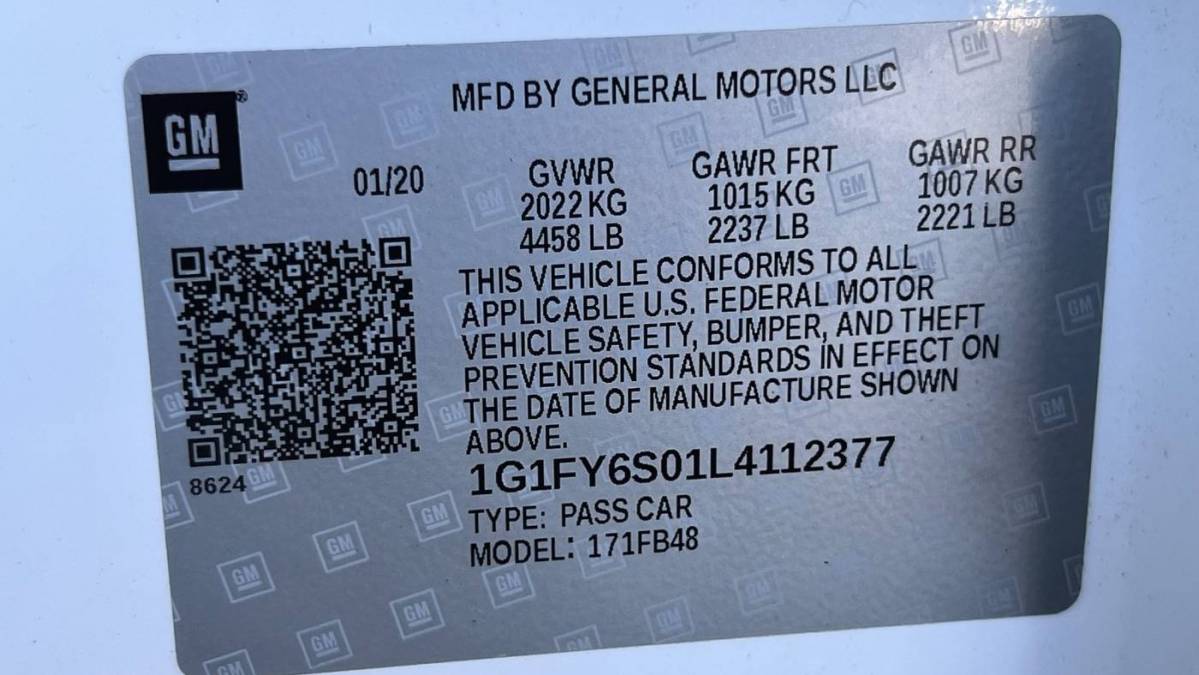 MFD BY GENERAL MOTORS LLC
GM
01/20
GVWR
2022 KG
4458 LB
GAWR FRT
1015 KG
2237 LB
GAWR RR
1007 KG
2221 LB
THIS VEHICLE CONFORMS TO ALL
APPLICABLE U.S. FEDERAL MOTOR
VEHICLE SAFETY, BUMPER, AND THEFT
PREVENTION STANDARDS IN EFFECT ON
THE DATE OF MANUFACTURE SHOWN
ABOVE.
8624
1G1FY6S01L4112377
TYPE: PASS CAR
MODEL: 171FB48